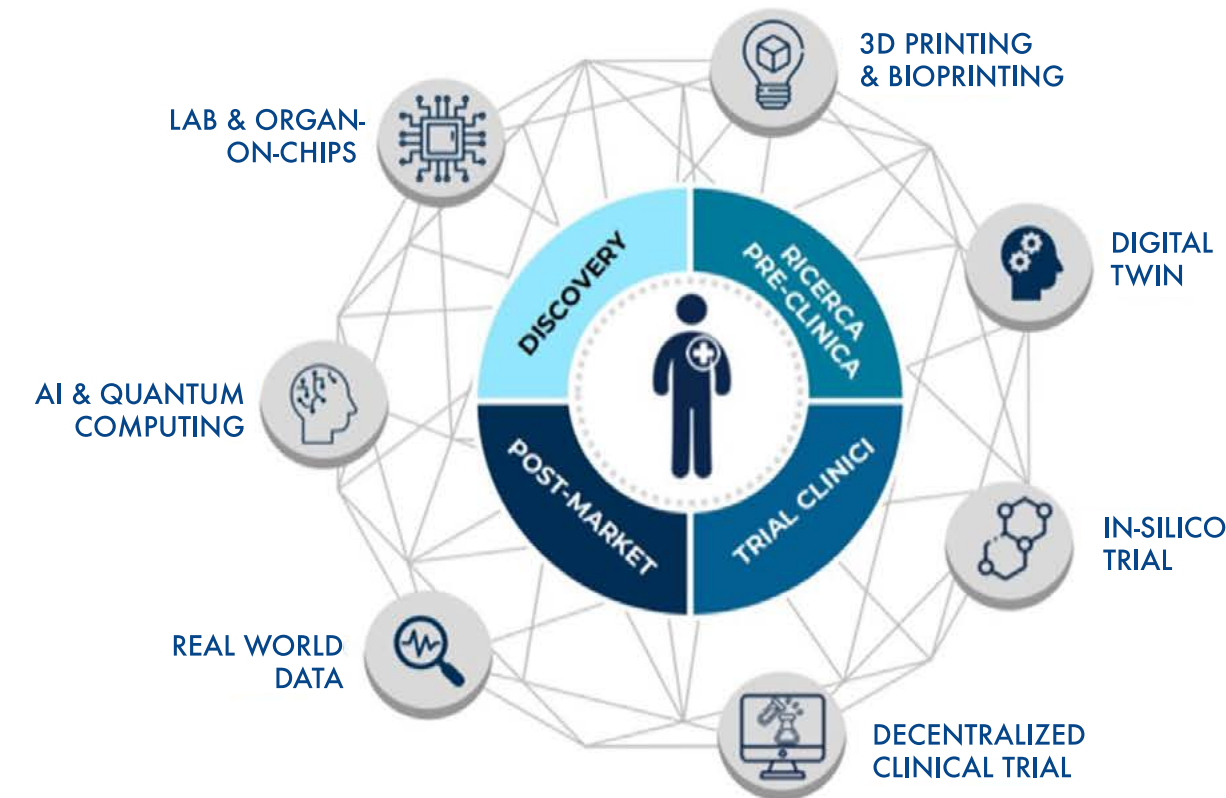 3D PRINTING
& BIOPRINTING
LAB & ORGAN-
ON-CHIPS
DIGITAL
TWIN
DISCOVERY
RICERCA
PRE-CLINICA
AI & QUANTUM
COMPUTING
POST-MARKET
TRIAL CLINICI
IN-SILICO
TRIAL
REAL WORLD
DATA
DECENTRALIZED
CLINICAL TRIAL